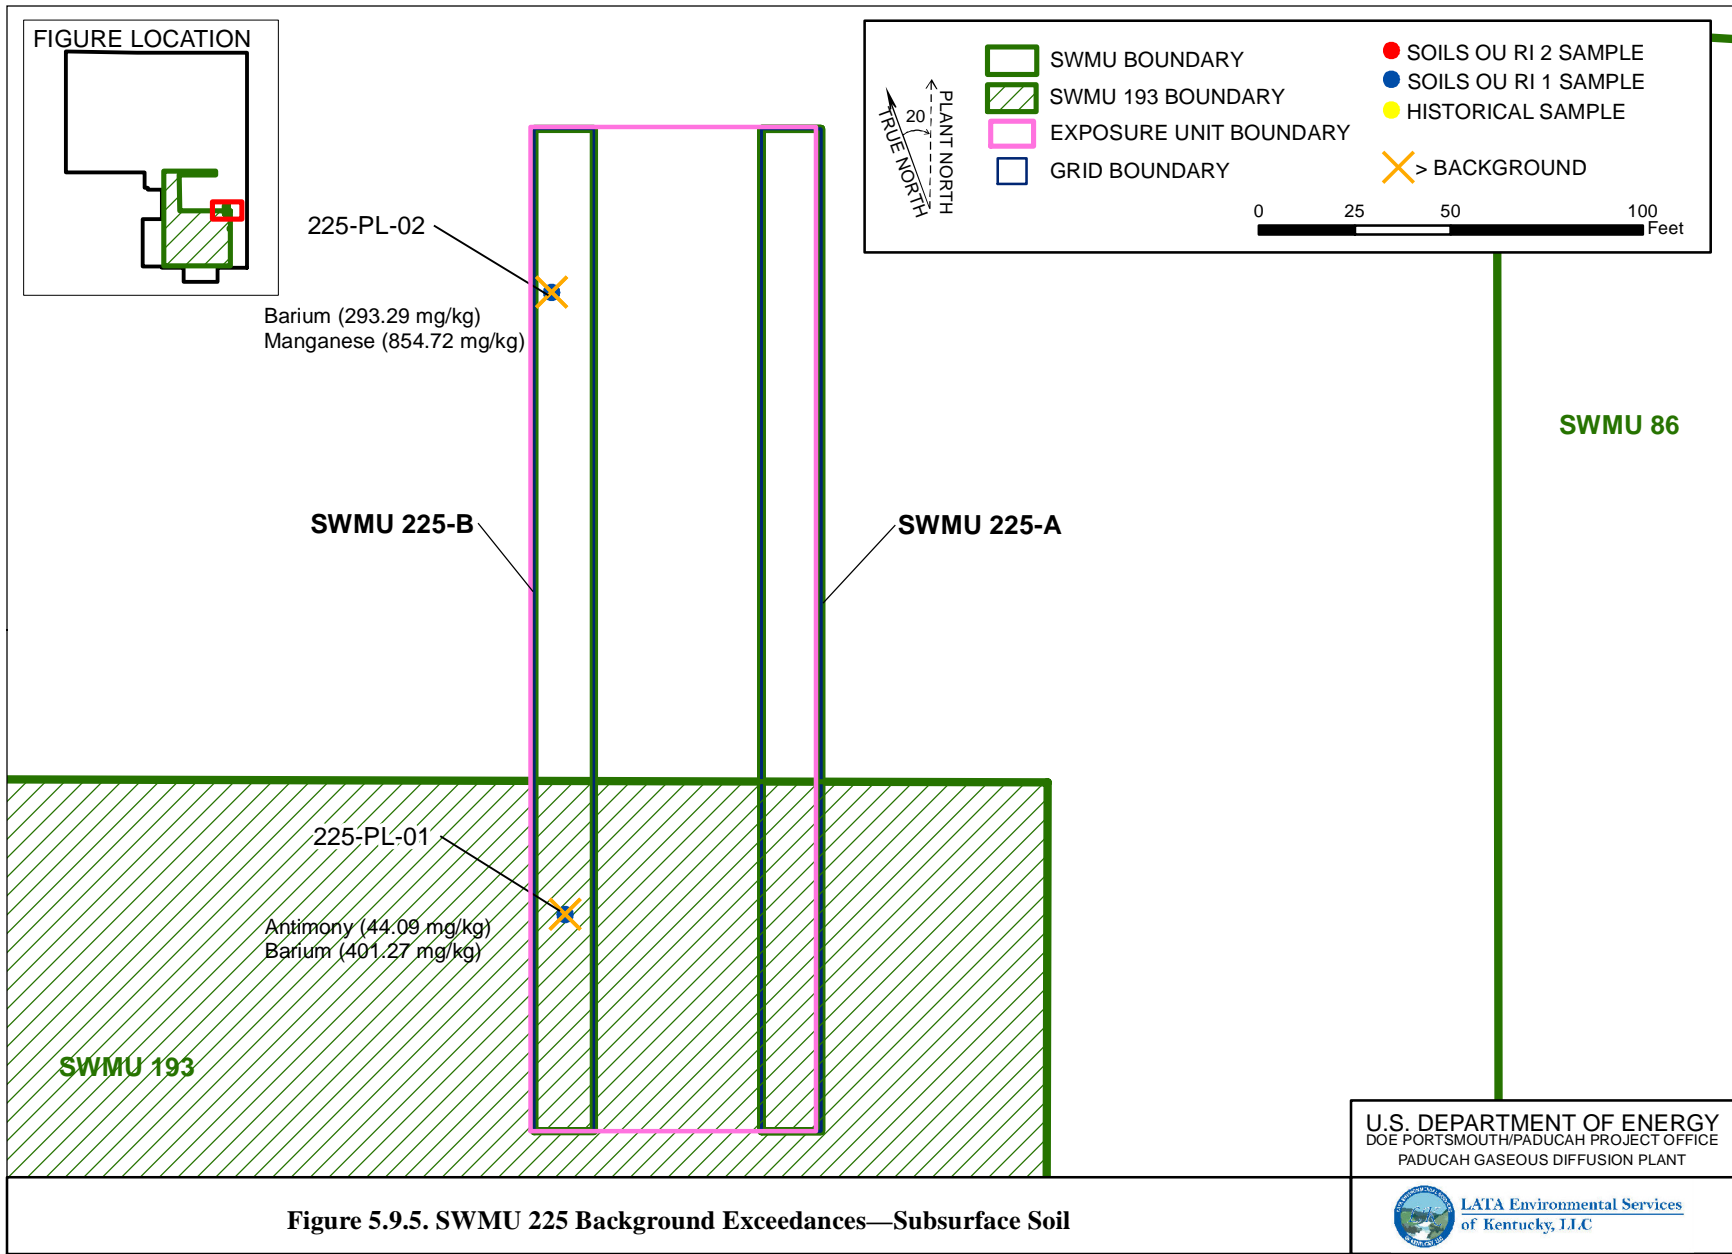 FIGURE LOCATION
SWMU BOUNDARY
SWMU 193 BOUNDARY
EXPOSURE UNIT BOUNDARY
GRID BOUNDARY
SOILS OU RI 2 SAMPLE
SOILS OU RI 1 SAMPLE
HISTORICAL SAMPLE
> BACKGROUND
20
TRUE NORTH
PLANT NORTH
0 25 50 100
Feet
225-PL-02
Barium (293.29 mg/kg)
Manganese (854.72 mg/kg)
SWMU 86
SWMU 225-B
SWMU 225-A
225-PL-01
Antimony (44.09 mg/kg)
Barium (401.27 mg/kg)
SWMU 193
U.S. DEPARTMENT OF ENERGY
DOE PORTSMOUTH/PADUCAH PROJECT OFFICE
PADUCAH GASEOUS DIFFUSION PLANT
Figure 5.9.5. SWMU 225 Background Exceedances—Subsurface Soil
LATA Environmental Services
of Kentucky, LLC